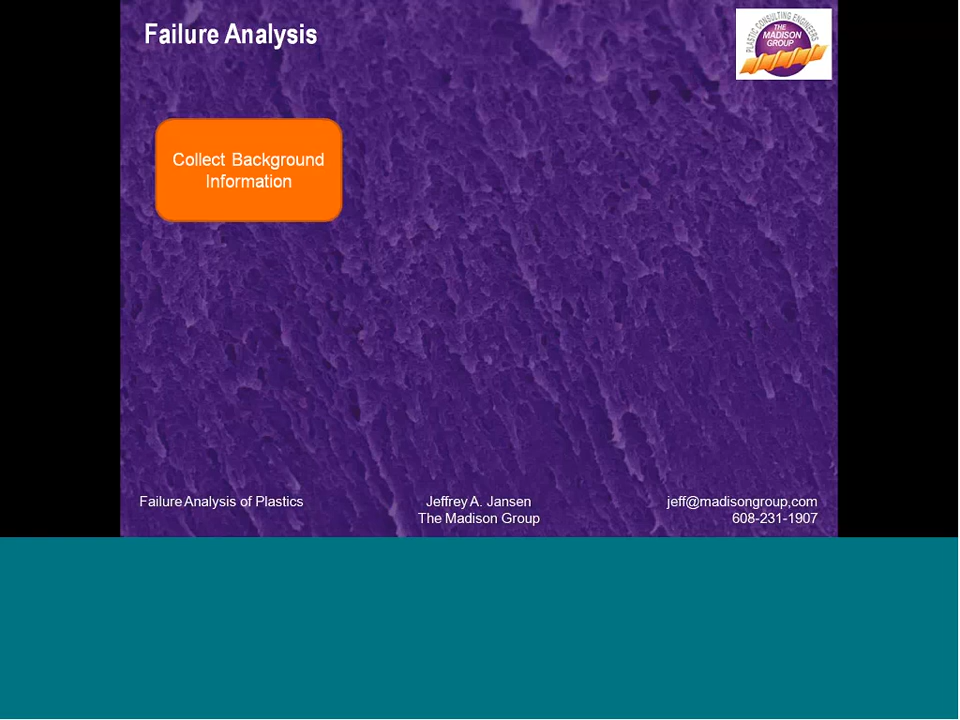 Failure Analysis
PLASTIC CONSULTING ENGINEERS
THE
MADISON
GROUP
Collect Background
Information
Failure Analysis of Plastics
Jeffrey A. Jansen
The Madison Group
jeff@madisongroup,com
608-231-1907